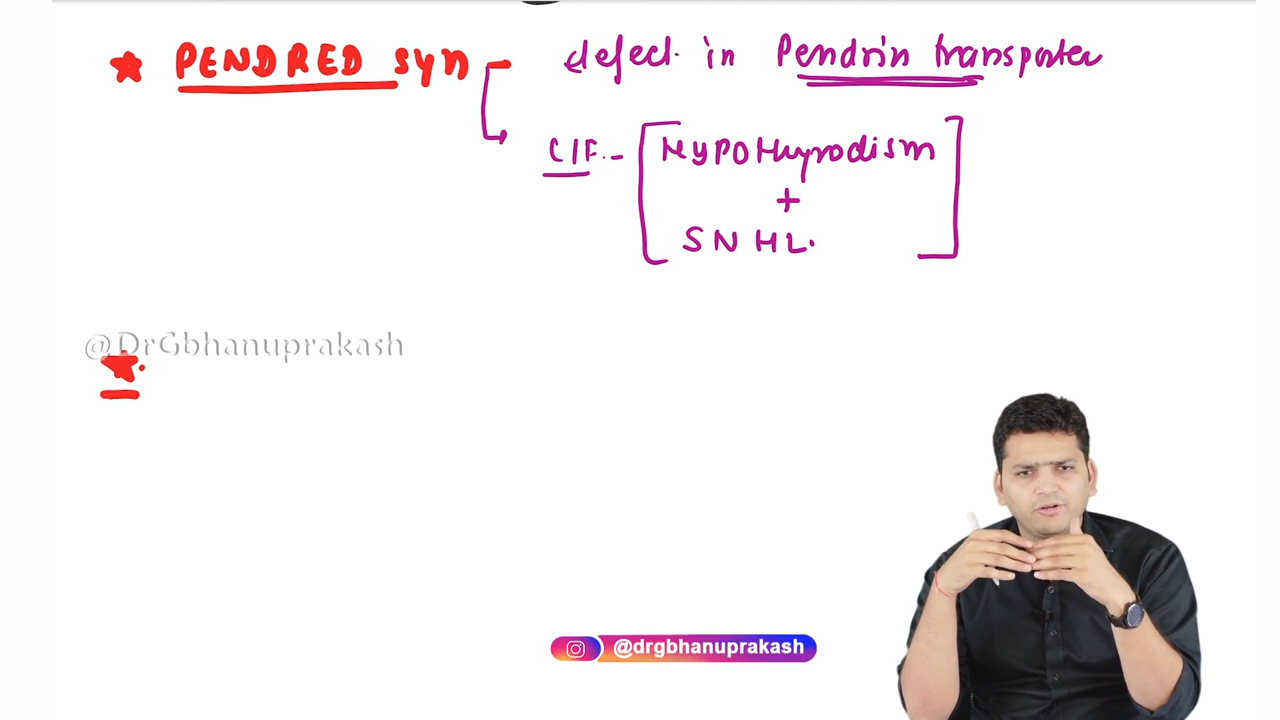 PENDRED syn
defect in Pendrin transporter
C/F. - HYPOthyrodism
+
SNHL.
@DrGbhanuprakash
@drgbhanuprakash